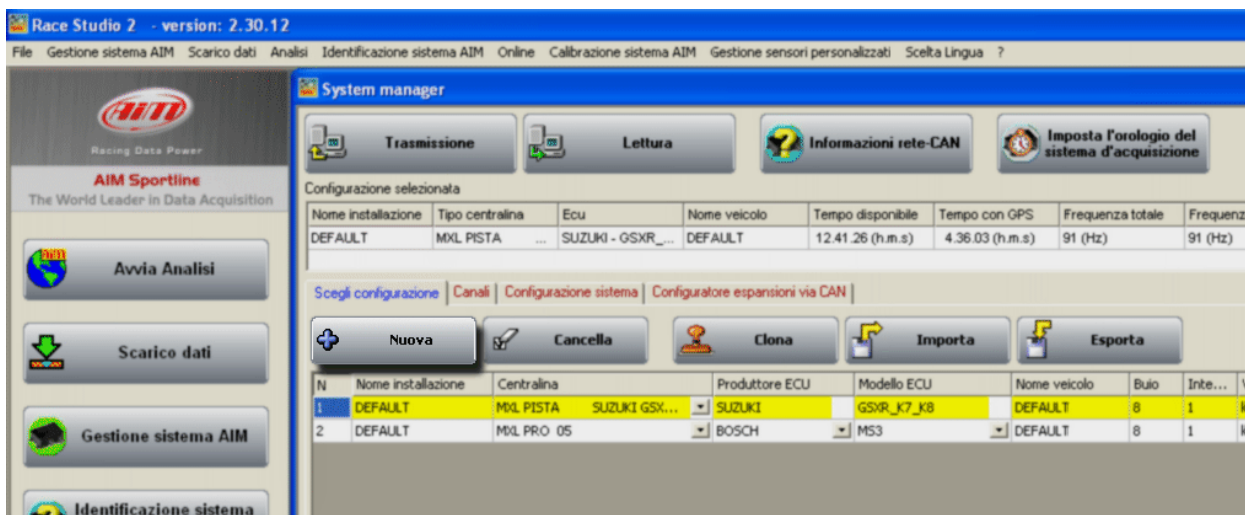 Race Studio 2 - version: 2.30.12
File Gestione sistema AIM Scarico dati Analisi Identificazione sistema AIM Online Calibrazione sistema AIM Gestione sensori personalizzati Scelta Lingua ?
AiM
Racing Data Power
AIM Sportline
The World Leader in Data Acquisition
Avvia Analisi
Scarico dati
Gestione sistema AIM
Identificazione sistema
System manager
Trasmissione Lettura Informazioni rete-CAN Imposta l'orologio del
sistema d'acquisizione
Configurazione selezionata
Nome installazione Tipo centralina Ecu Nome veicolo Tempo disponibile Tempo con GPS Frequenza totale Frequenz
DEFAULT MXL PISTA ... SUZUKI - GSXR_... DEFAULT 12.41.26 (h.m.s) 4.36.03 (h.m.s) 91 (Hz) 91 (Hz)
Scegli configurazione Canali Configurazione sistema Configuratore espansioni via CAN
Nuova Cancella Clona Importa Esporta
N Nome installazione Centralina Produttore ECU Modello ECU Nome veicolo Buio Inte...
1 DEFAULT MXL PISTA SUZUKI GSX... SUZUKI GSXR_K7_K8 DEFAULT 8 1
2 DEFAULT MXL PRO 05 BOSCH MS3 DEFAULT 8 1